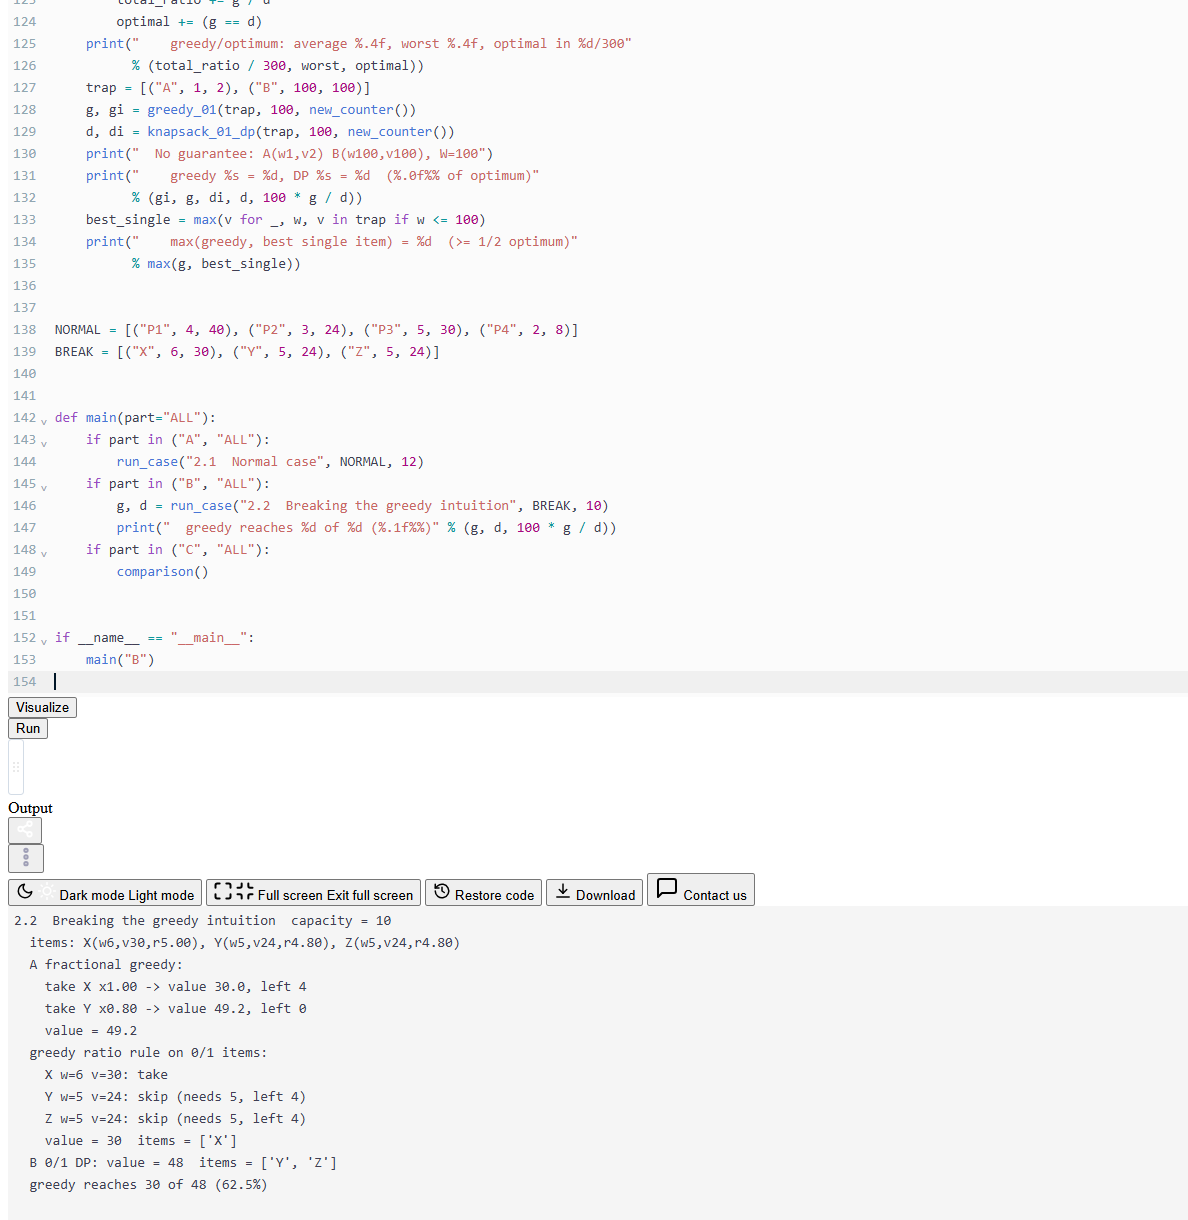 123             total_ratio += g / d
124             optimal += (g == d)
125         print("    greedy/optimum: average %.4f, worst %.4f, optimal in %d/300"
126               % (total_ratio / 300, worst, optimal))
127         trap = [("A", 1, 2), ("B", 100, 100)]
128         g, gi = greedy_01(trap, 100, new_counter())
129         d, di = knapsack_01_dp(trap, 100, new_counter())
130         print("  No guarantee: A(w1,v2) B(w100,v100), W=100")
131         print("    greedy %s = %d, DP %s = %d  (%.0f%% of optimum)"
132               % (gi, g, di, d, 100 * g / d))
133         best_single = max(v for _, w, v in trap if w <= 100)
134         print("    max(greedy, best single item) = %d  (>= 1/2 optimum)"
135               % max(g, best_single))
136
137
138     NORMAL = [("P1", 4, 40), ("P2", 3, 24), ("P3", 5, 30), ("P4", 2, 8)]
139     BREAK = [("X", 6, 30), ("Y", 5, 24), ("Z", 5, 24)]
140
141
142     def main(part="ALL"):
143         if part in ("A", "ALL"):
144             run_case("2.1  Normal case", NORMAL, 12)
145         if part in ("B", "ALL"):
146             g, d = run_case("2.2  Breaking the greedy intuition", BREAK, 10)
147             print("  greedy reaches %d of %d (%.1f%%)" % (g, d, 100 * g / d))
148         if part in ("C", "ALL"):
149             comparison()
150
151
152     if __name__ == "__main__":
153         main("B")
154
Visualize
Run
Output
Dark mode Light mode Full screen Exit full screen Restore code Download Contact us
2.2  Breaking the greedy intuition  capacity = 10
  items: X(w6,v30,r5.00), Y(w5,v24,r4.80), Z(w5,v24,r4.80)
  A fractional greedy:
    take X x1.00 -> value 30.0, left 4
    take Y x0.80 -> value 49.2, left 0
    value = 49.2
  greedy ratio rule on 0/1 items:
    X w=6 v=30: take
    Y w=5 v=24: skip (needs 5, left 4)
    Z w=5 v=24: skip (needs 5, left 4)
    value = 30  items = ['X']
  B 0/1 DP: value = 48  items = ['Y', 'Z']
  greedy reaches 30 of 48 (62.5%)